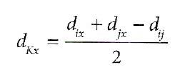 d_{Kx} = \frac{d_{ix} + d_{jx} - d_{ij}}{2}